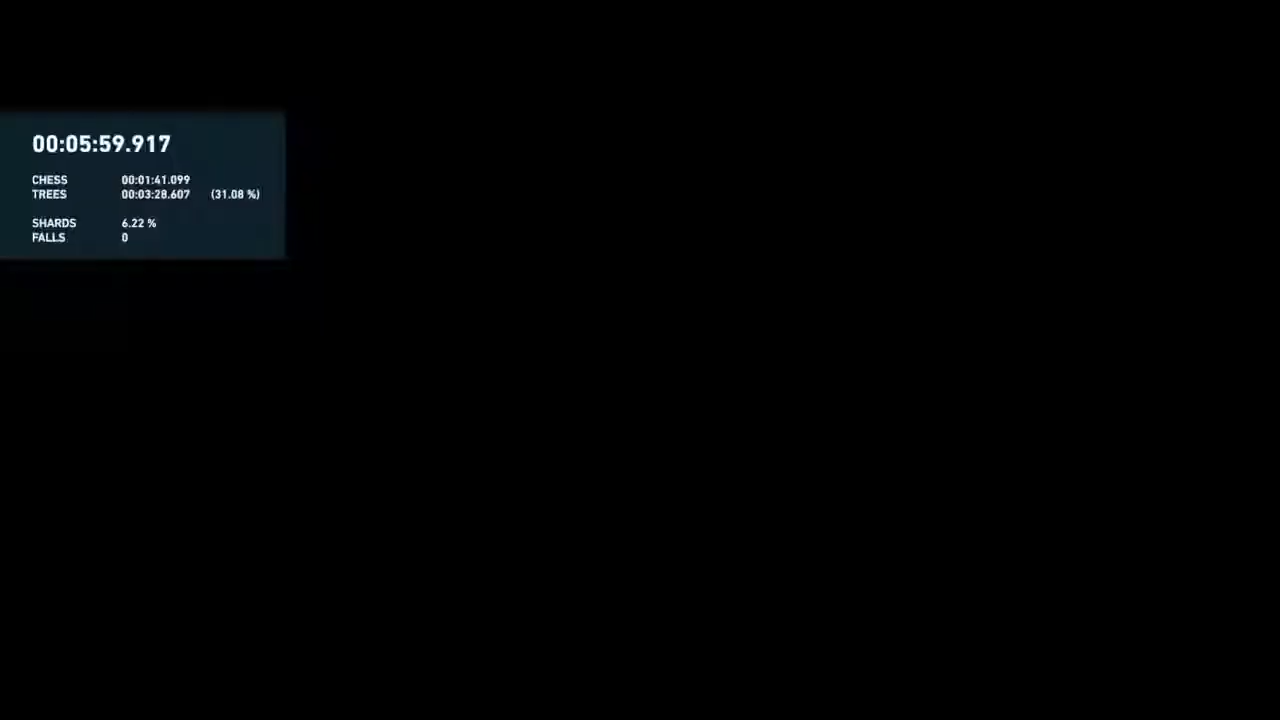 00:05:59.917
CHESS 00:01:41.099
TREES 00:03:28.607 (31.08 %)
SHARDS 6.22 %
FALLS 0